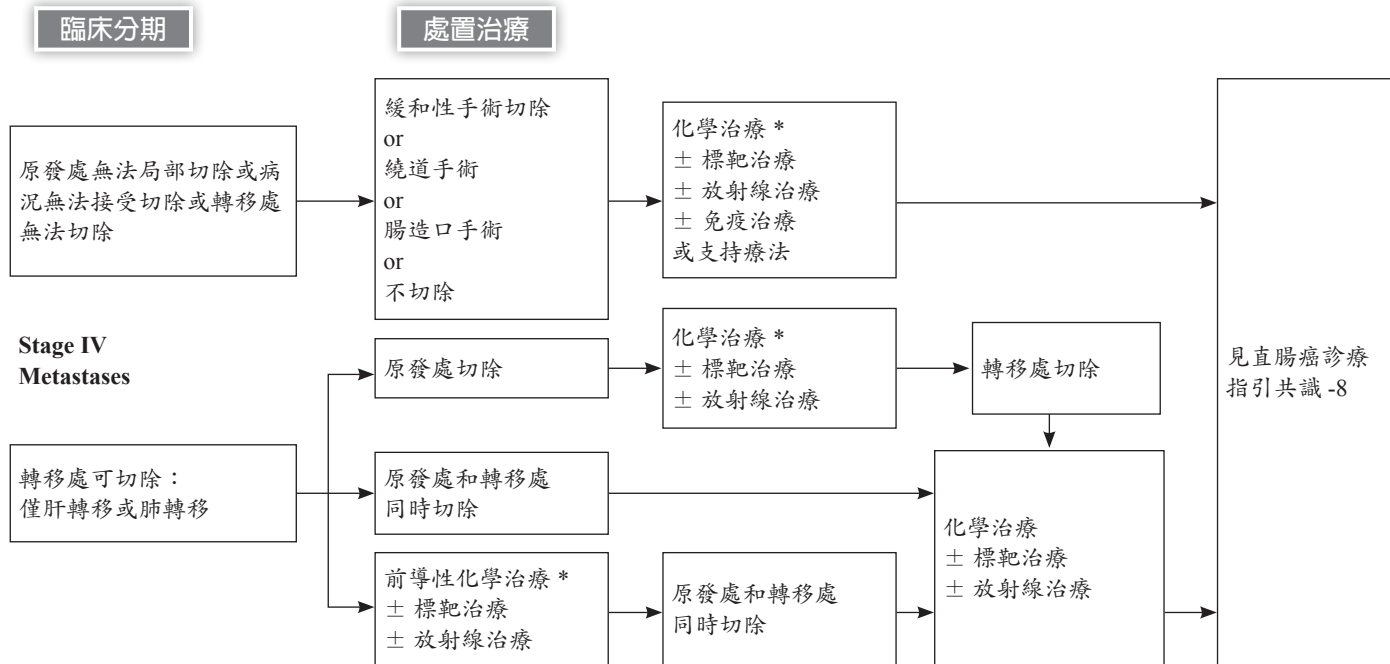 臨床分期
處置治療
原發處無法局部切除或病
況無法接受切除或轉移處
無法切除
緩和性手術切除
or
繞道手術
or
腸造口手術
or
不切除
化學治療 *
± 標靶治療
± 放射線治療
± 免疫治療
或支持療法
見直腸癌診療
指引共識 -8
Stage IV
Metastases
原發處切除
化學治療 *
± 標靶治療
± 放射線治療
轉移處切除
轉移處可切除：
僅肝轉移或肺轉移
原發處和轉移處
同時切除
化學治療
± 標靶治療
± 放射線治療
前導性化學治療 *
± 標靶治療
± 放射線治療
原發處和轉移處
同時切除